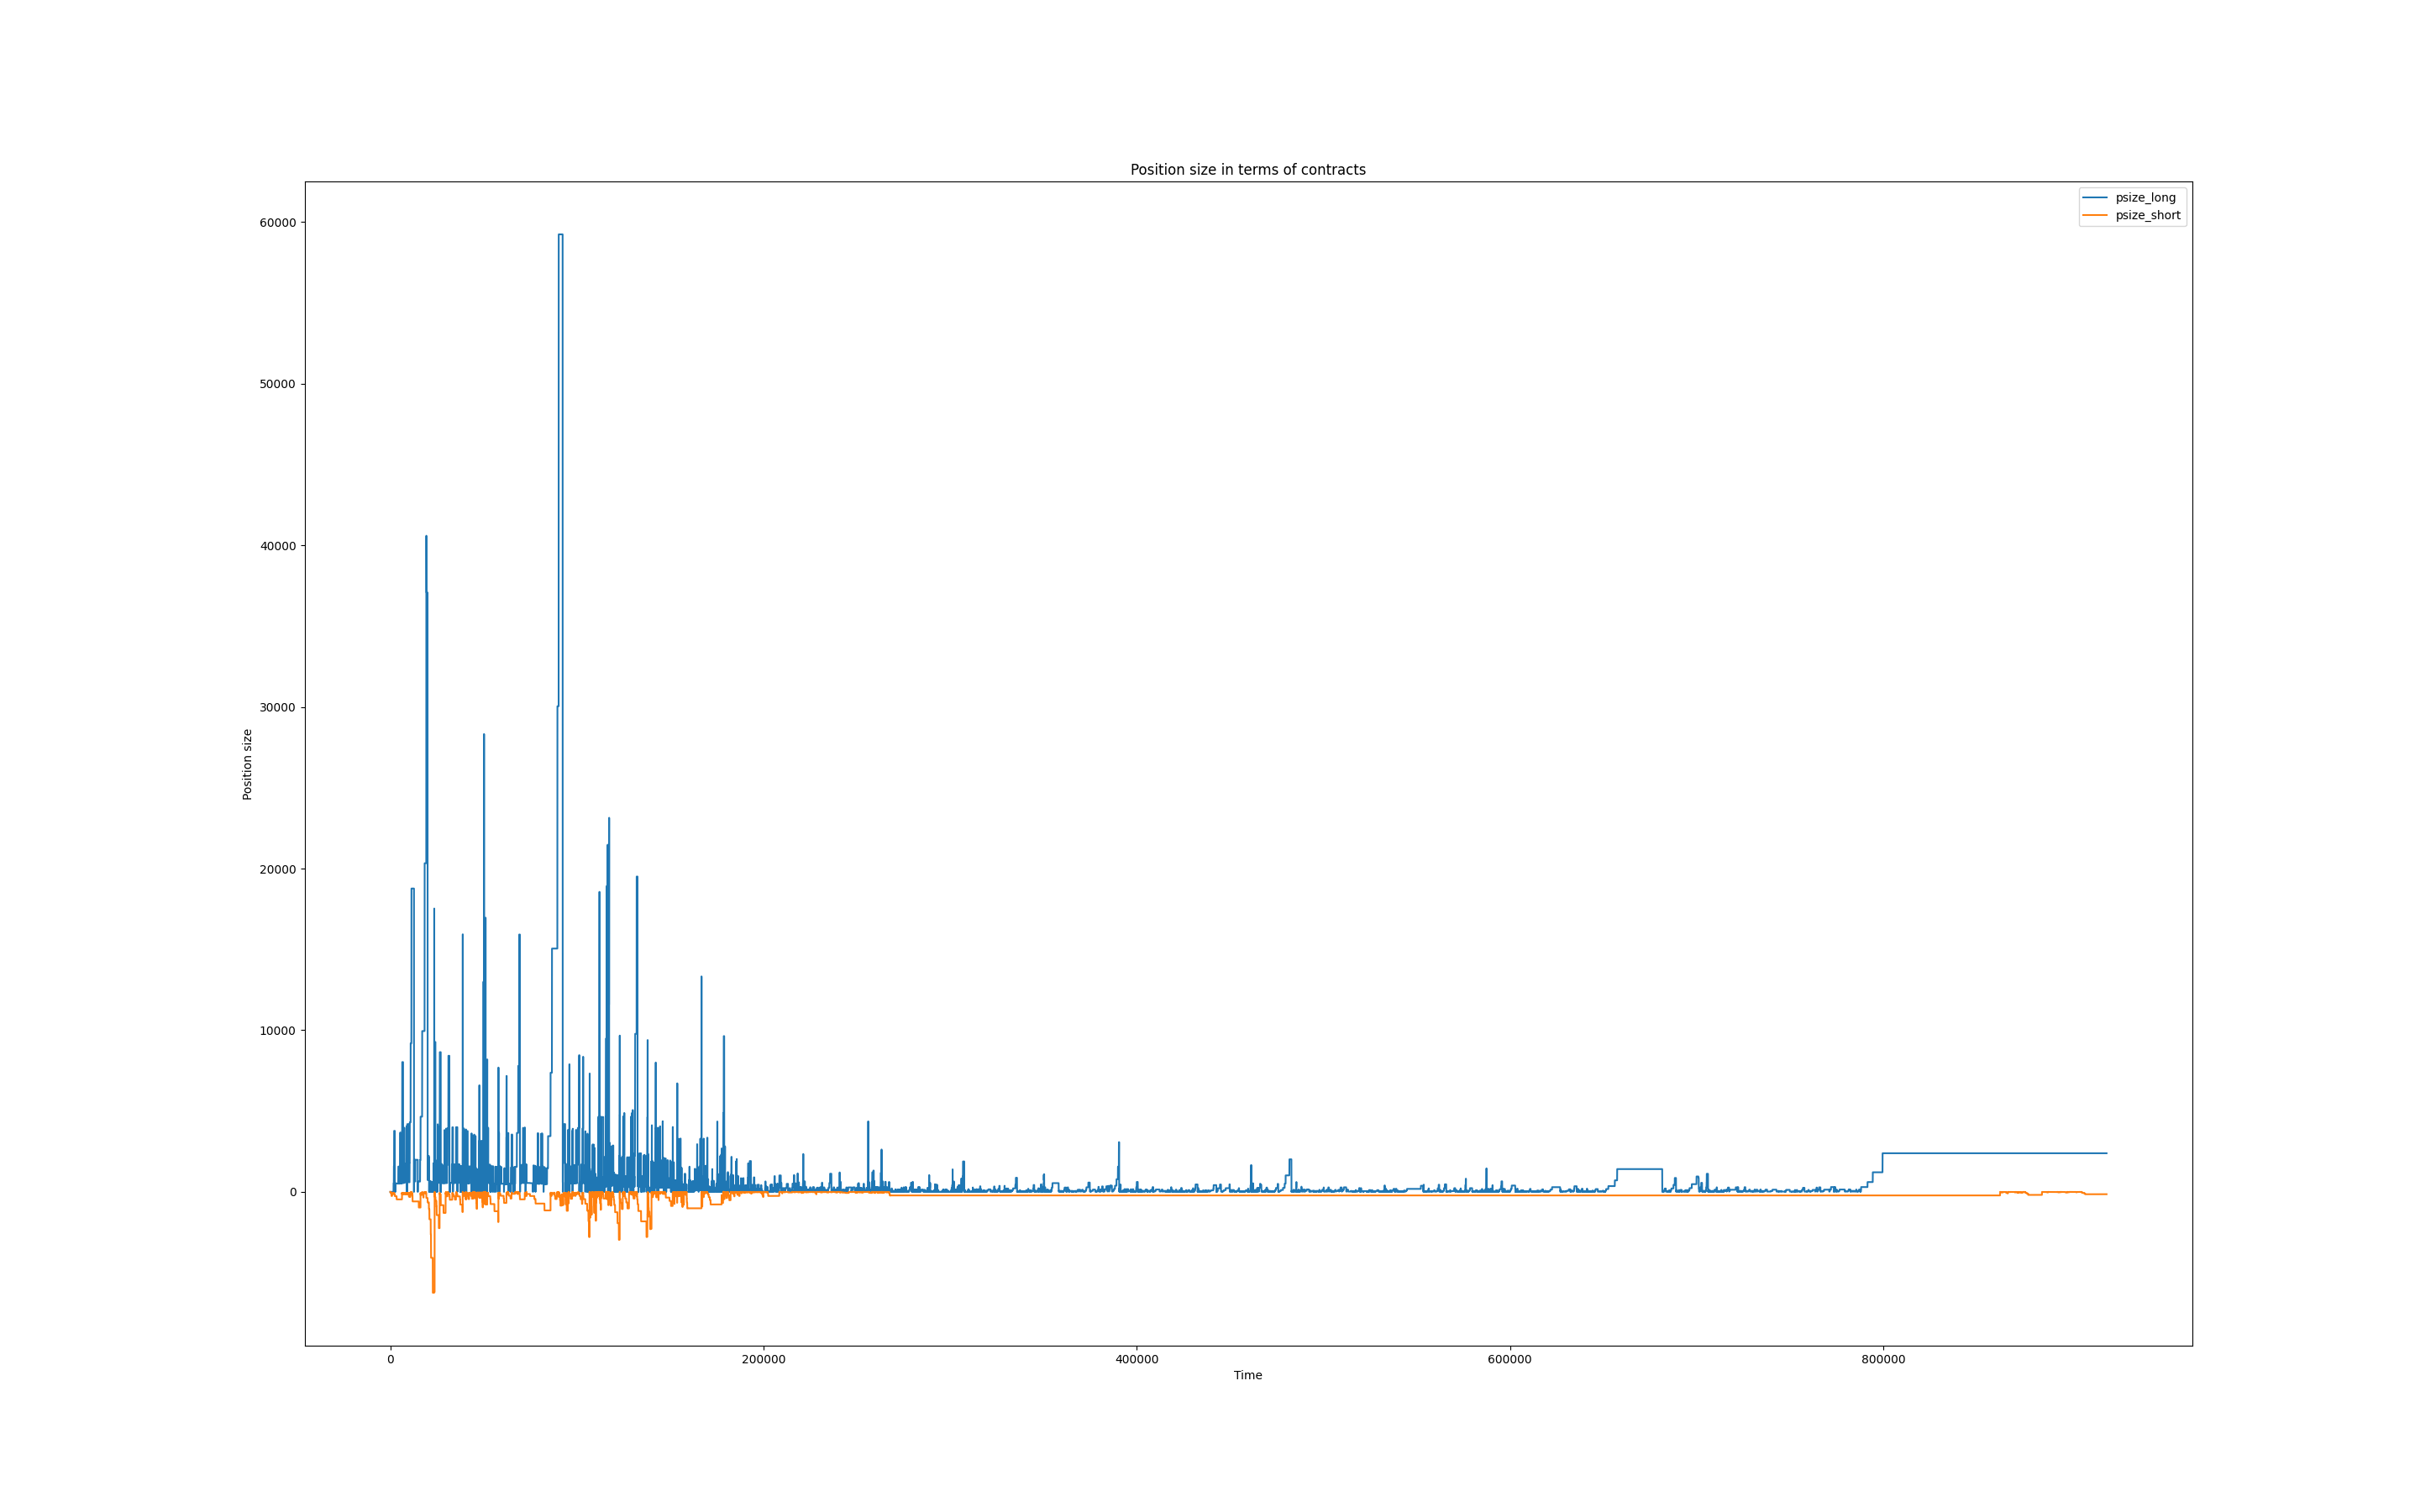 Position size in terms of contracts
psize_long
psize_short
60000
50000
40000
30000
20000
10000
0
Position size
0
200000
400000
600000
800000
Time